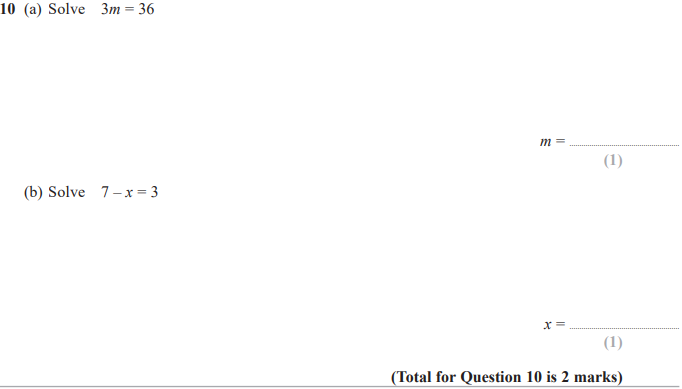 10 (a) Solve 3m = 36
m = ........................................
(1)
(b) Solve 7 – x = 3
x = ........................................
(1)
(Total for Question 10 is 2 marks)